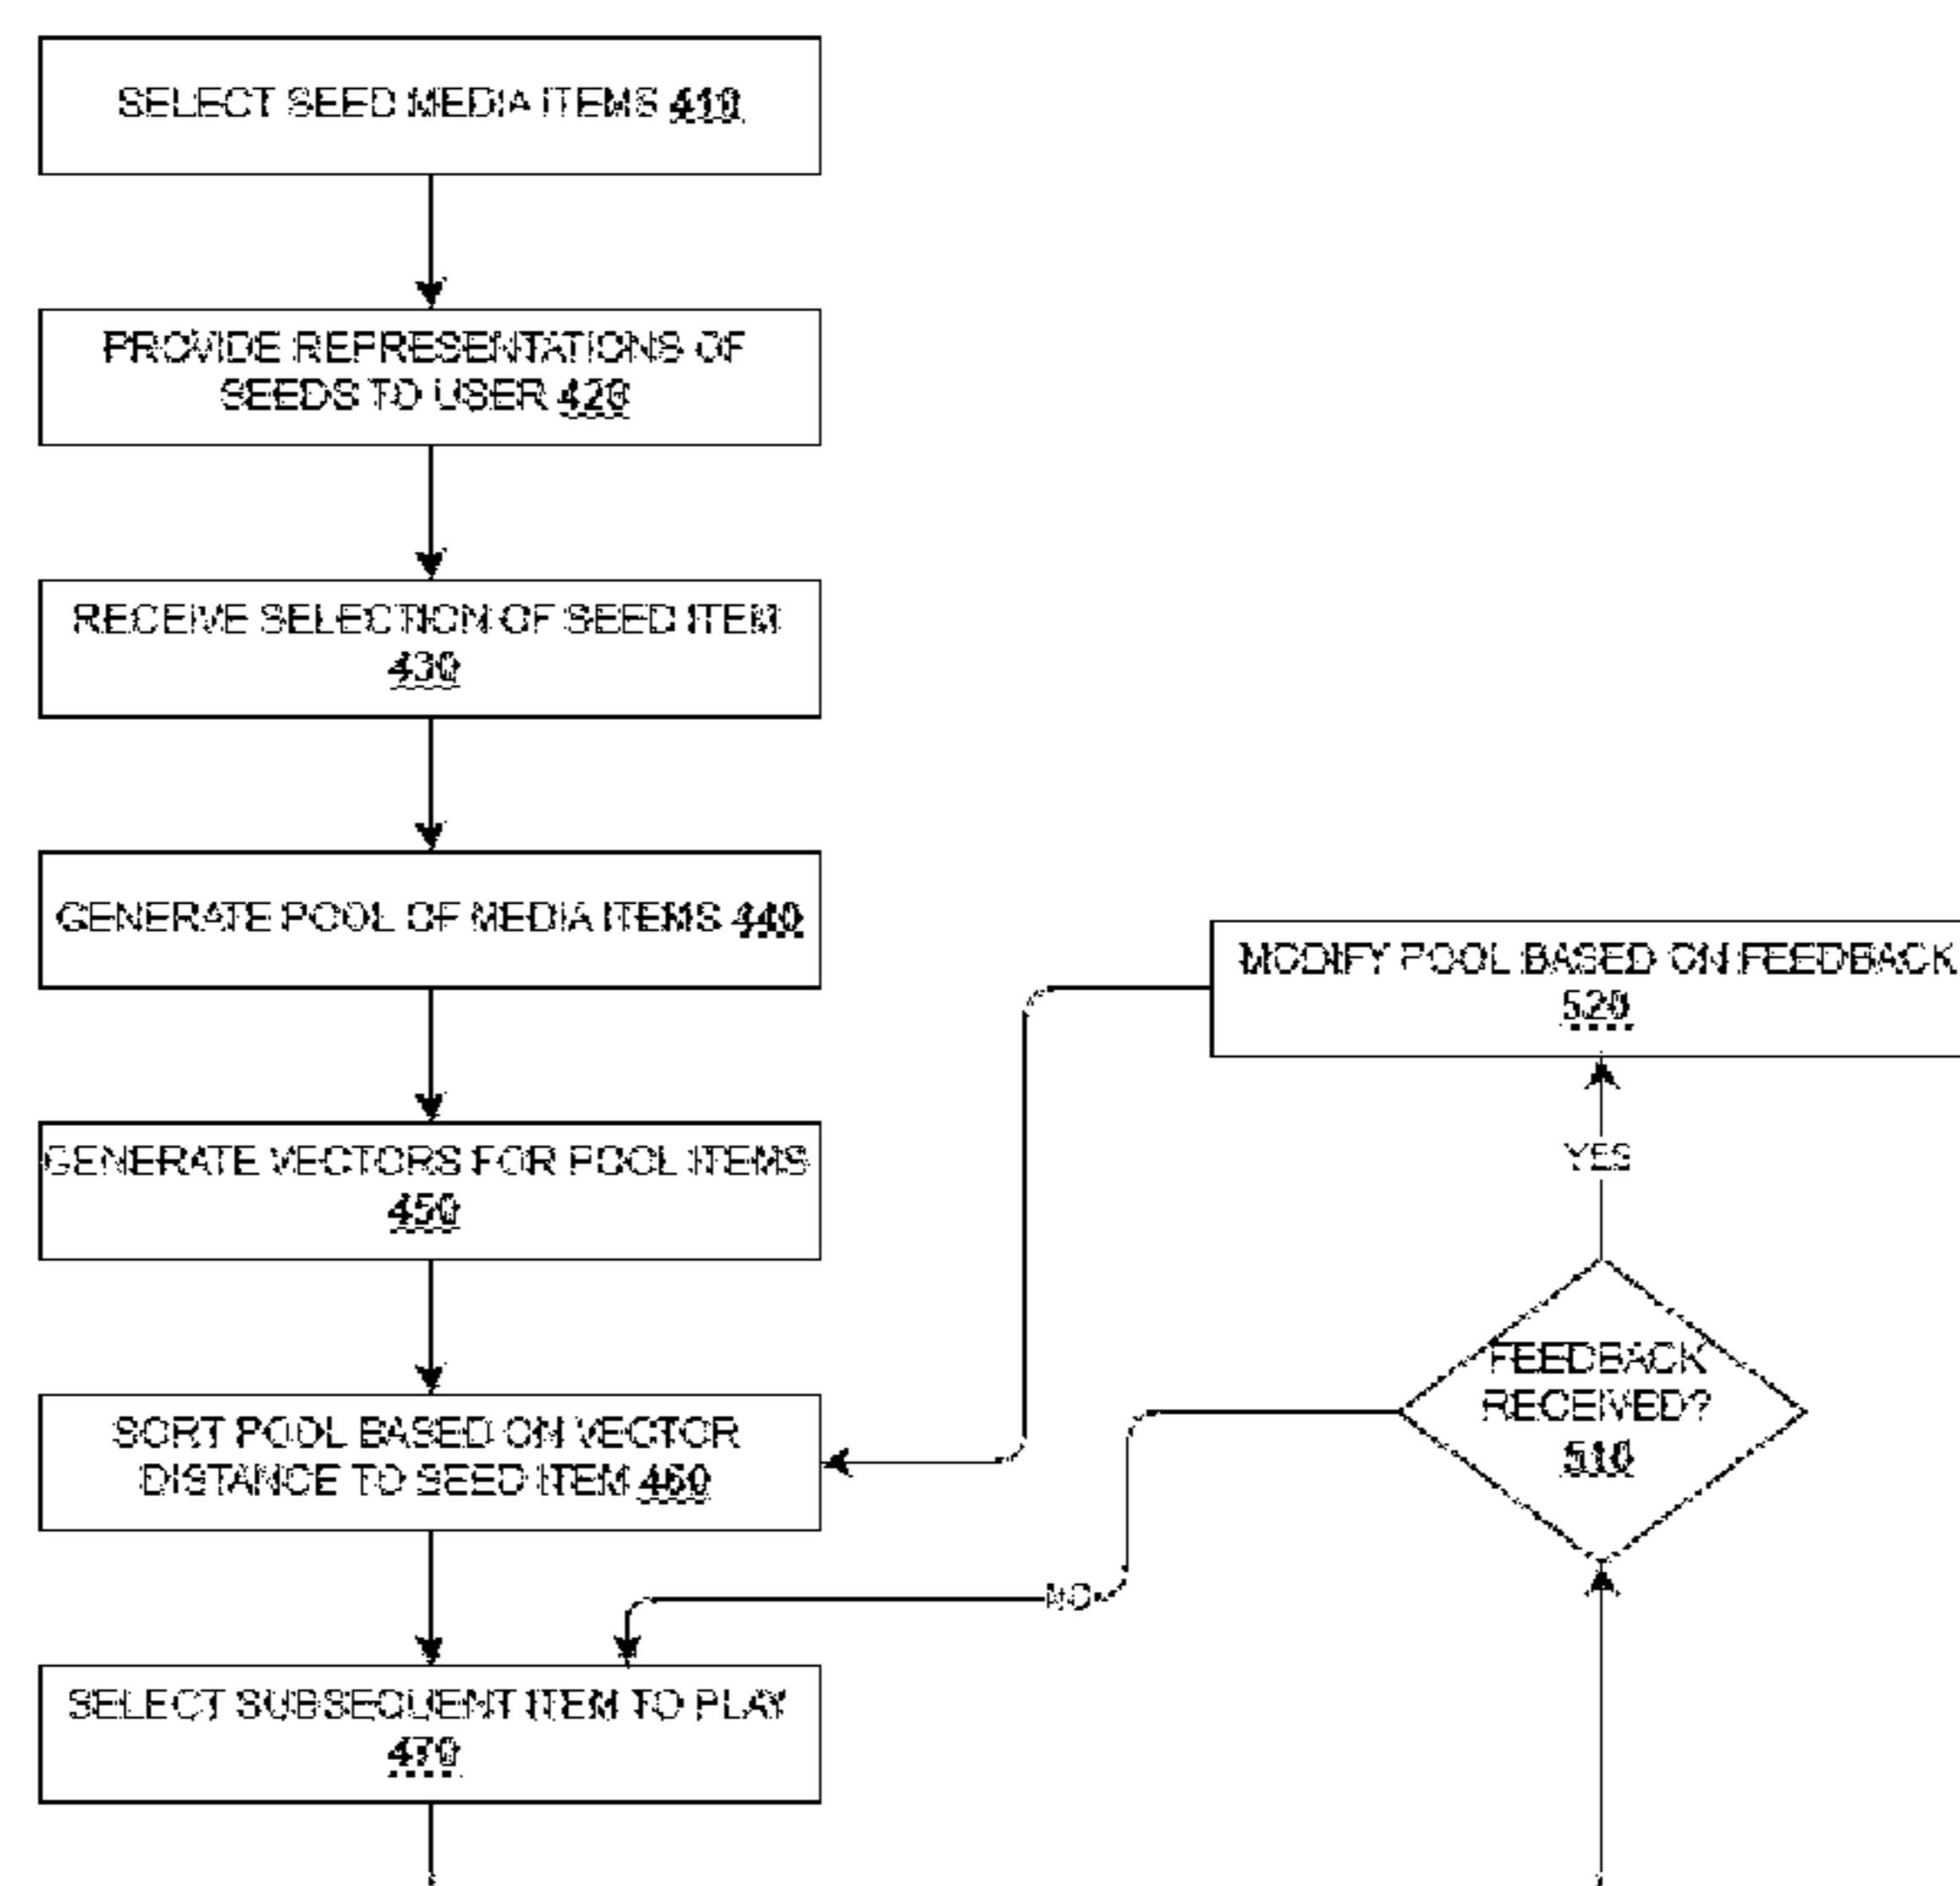 SELECT SEED MEDIA ITEMS 410
PROVIDE REPRESENTATIONS OF
SEEDS TO USER 420
RECEIVE SELECTION OF SEED ITEM
430
GENERATE POOL OF MEDIA ITEMS 440
GENERATE VECTORS FOR POOL ITEMS
450
SORT POOL BASED ON VECTOR
DISTANCE TO SEED ITEM 460
SELECT SUBSEQUENT ITEM TO PLAY
470
MODIFY POOL BASED ON FEEDBACK
520
YES
FEEDBACK
RECEIVED?
510
NO